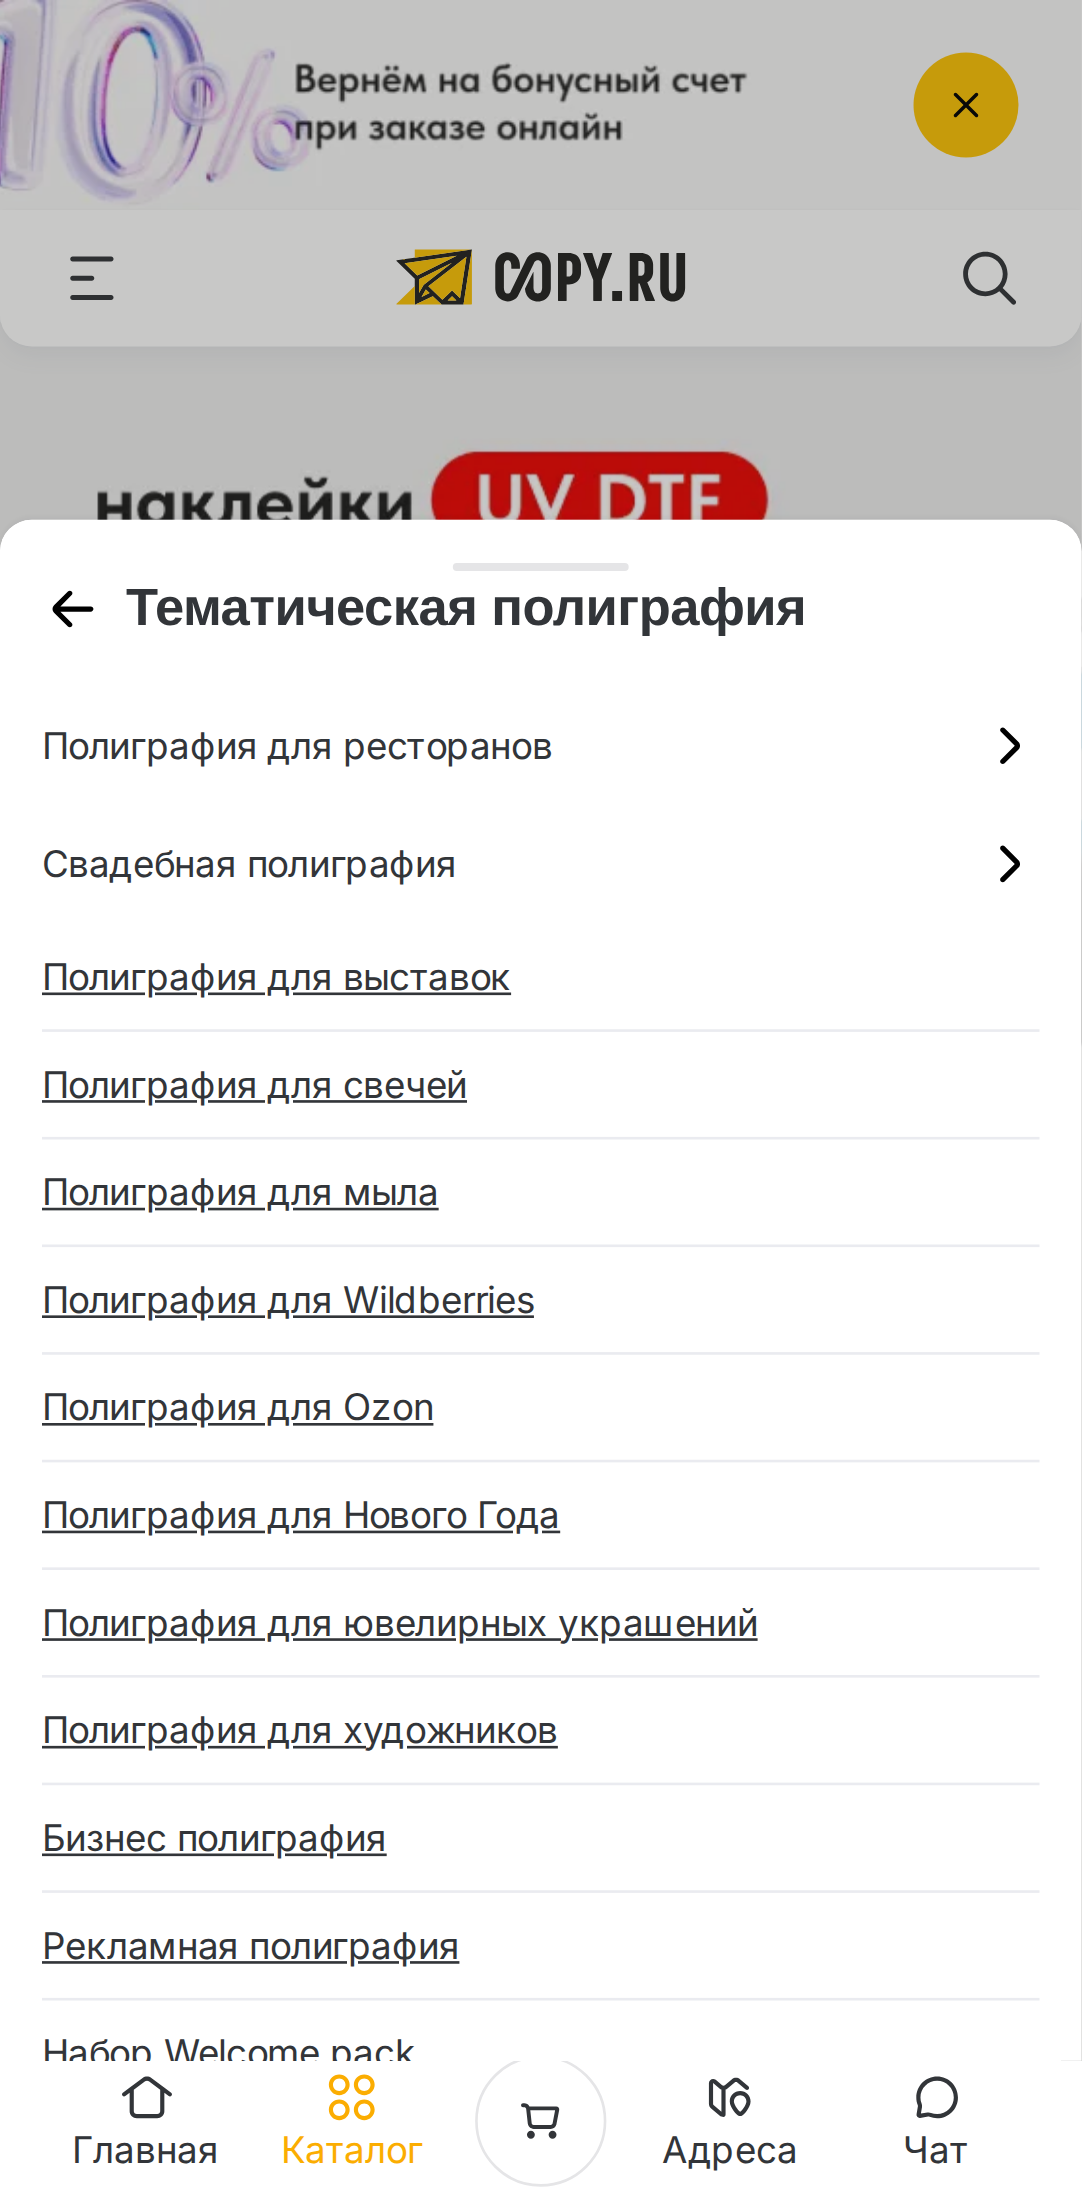 10%
Вернём на бонусный счет
при заказе онлайн
COPY.RU
наклейки UV DTF
Тематическая полиграфия
Полиграфия для ресторанов
Свадебная полиграфия
Полиграфия для выставок
Полиграфия для свечей
Полиграфия для мыла
Полиграфия для Wildberries
Полиграфия для Ozon
Полиграфия для Нового Года
Полиграфия для ювелирных украшений
Полиграфия для художников
Бизнес полиграфия
Рекламная полиграфия
Набор Welcome pack
Главная
Каталог
Адреса
Чат